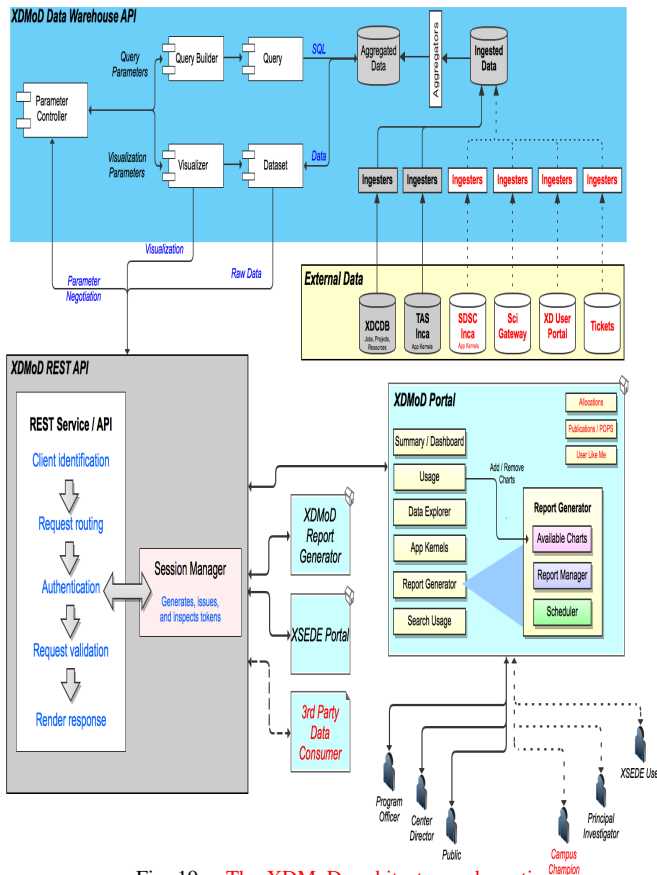 XDMoD Data Warehouse API
Query
Parameters
Query Builder
Query
SQL
Aggregated
Data
Aggregators
Ingested
Data
Parameter
Controller
Visualization
Parameters
Visualizer
Dataset
Data
Ingesters
Ingesters
Ingesters
Ingesters
Ingesters
Ingesters
Visualization
Parameter
Negotiation
Raw Data
External Data
XDCDB
Jobs, Projects,
Resources
TAS
Inca
App Kernels
SDSC
Inca
App Kernels
Sci
Gateway
XD User
Portal
Tickets
XDMoD REST API
REST Service / API
Client identification
Request routing
Authentication
Request validation
Render response
Session Manager
Generates, issues,
and inspects tokens
XDMoD
Report
Generator
XSEDE Portal
3rd Party
Data
Consumer
XDMoD Portal
Allocations
Publications / POPS
User Like Me
Summary / Dashboard
Usage
Data Explorer
App Kernels
Report Generator
Search Usage
Add / Remove
Charts
Report Generator
Available Charts
Report Manager
Scheduler
Program
Officer
Center
Director
Public
Campus
Champion
Principal
Investigator
XSEDE Use